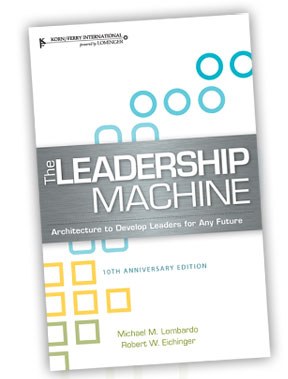 KORN/FERRY INTERNATIONAL
powered by LOMINGER
The LEADERSHIP
MACHINE
Architecture to Develop Leaders for Any Future
10TH ANNIVERSARY EDITION
Michael M. Lombardo
Robert W. Eichinger